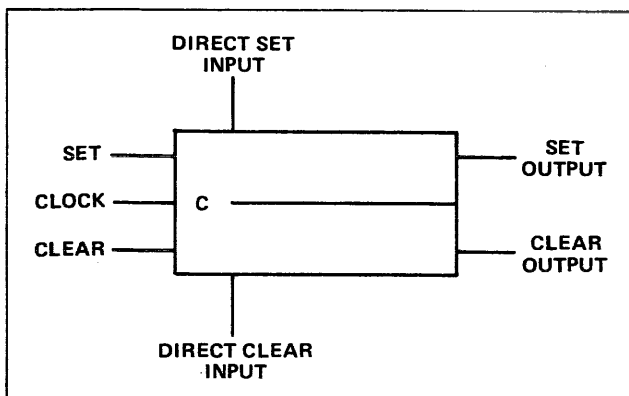 DIRECT SET
INPUT
SET
CLOCK
CLEAR
C
SET
OUTPUT
CLEAR
OUTPUT
DIRECT CLEAR
INPUT